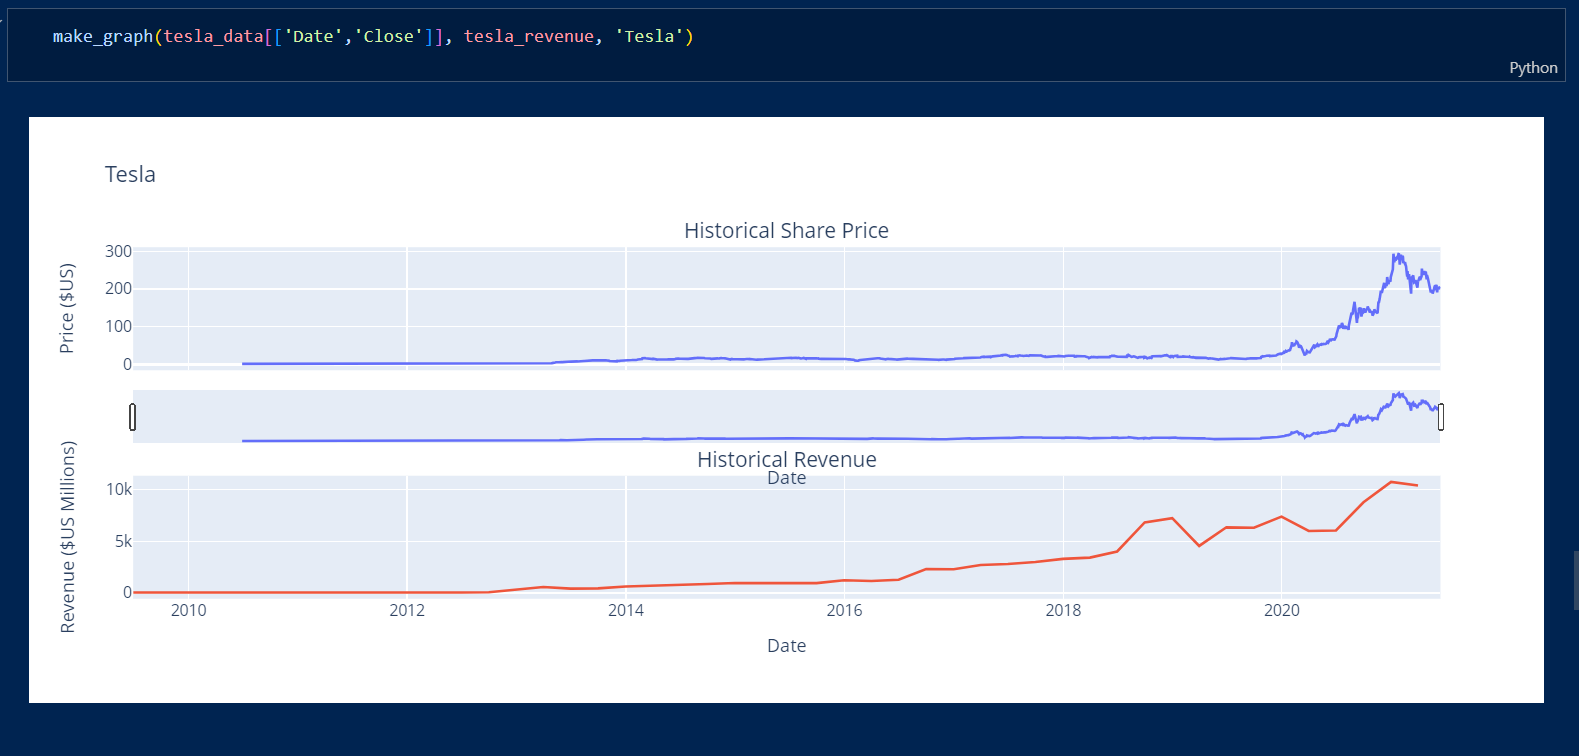 make_graph(tesla_data[['Date','Close']], tesla_revenue, 'Tesla')
Python
Tesla
Historical Share Price
Price ($US)
300
200
100
0
Historical Revenue
Date
Revenue ($US Millions)
10k
5k
0
2010 2012 2014 2016 2018 2020
Date